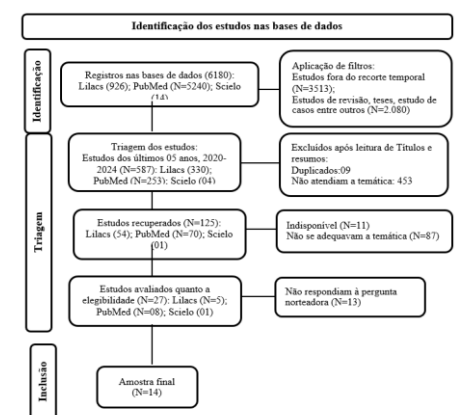 Identificação dos estudos nas bases de dados
Identificação
Registros nas bases de dados (6180):
Lilacs (926); PubMed (N=5240); Scielo
(14)
Aplicação de filtros:
Estudos fora do recorte temporal
(N=3513);
Estudos de revisão, teses, estudo de
casos entre outros (N=2.080)
Triagem
Triagem dos estudos:
Estudos dos últimos 05 anos, 2020-
2024 (N=587): Lilacs (330);
PubMed (N=253); Scielo (04)
Excluídos após leitura de Títulos e
resumos:
Duplicados:09
Não atendiam a temática: 453
Estudos recuperados (N=125):
Lilacs (54); PubMed (N=70); Scielo
(01)
Indisponível (N=11)
Não se adequavam a temática (N=87)
Estudos avaliados quanto a
elegibilidade (N=27): Lilacs (N=5);
PubMed (N=08); Scielo (01)
Não respondiam à pergunta
norteadora (N=13)
Inclusão
Amostra final
(N=14)